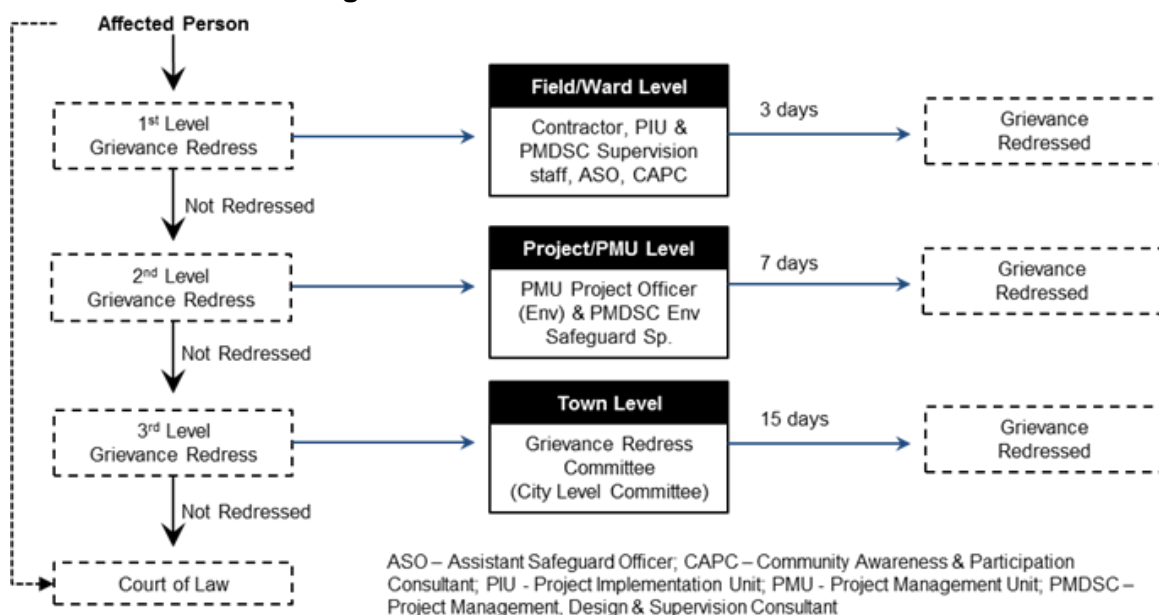 Affected Person
1st Level
Grievance Redress
Field/Ward Level
Contractor, PIU &
PMDSC Supervision
staff, ASO, CAPC
3 days
Grievance
Redressed
Not Redressed
2nd Level
Grievance Redress
Project/PMU Level
PMU Project Officer
(Env) & PMDSC Env
Safeguard Sp.
7 days
Grievance
Redressed
Not Redressed
3rd Level
Grievance Redress
Town Level
Grievance Redress
Committee
(City Level Committee)
15 days
Grievance
Redressed
Not Redressed
Court of Law
ASO – Assistant Safeguard Officer; CAPC – Community Awareness & Participation
Consultant; PIU - Project Implementation Unit; PMU - Project Management Unit; PMDSC –
Project Management, Design & Supervision Consultant